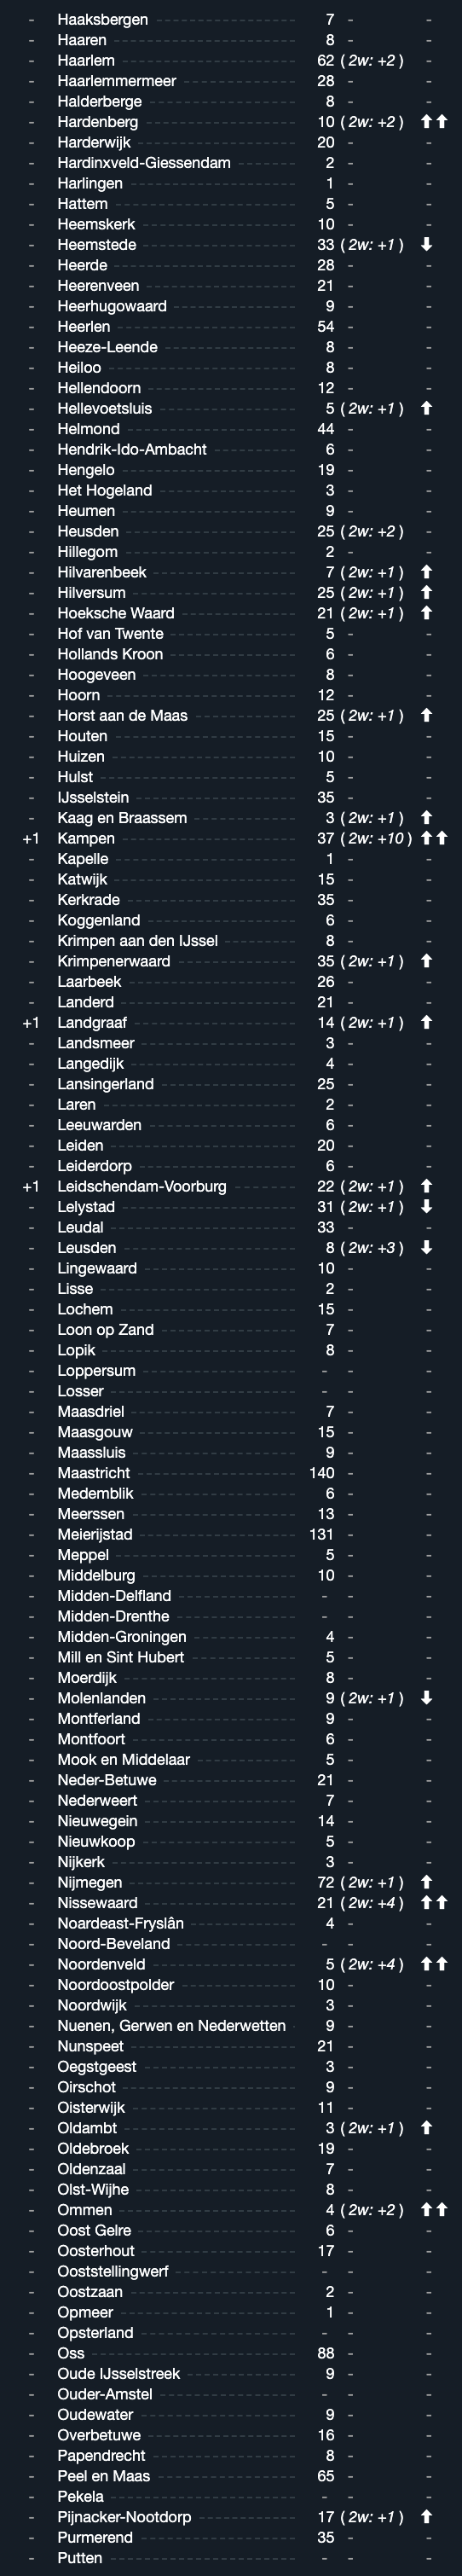 - Haaksbergen 7 - -
- Haaren 8 - -
- Haarlem 62 (2w: +2) -
- Haarlemmermeer 28 - -
- Halderberge 8 - -
- Hardenberg 10 (2w: +2) ⬆⬆
- Harderwijk 20 - -
- Hardinxveld-Giessendam 2 - -
- Harlingen 1 - -
- Hattem 5 - -
- Heemskerk 10 - -
- Heemstede 33 (2w: +1) ⬇
- Heerde 28 - -
- Heerenveen 21 - -
- Heerhugowaard 9 - -
- Heerlen 54 - -
- Heeze-Leende 8 - -
- Heiloo 8 - -
- Hellendoorn 12 - -
- Hellevoetsluis 5 (2w: +1) ⬆
- Helmond 44 - -
- Hendrik-Ido-Ambacht 6 - -
- Hengelo 19 - -
- Het Hogeland 3 - -
- Heumen 9 - -
- Heusden 25 (2w: +2) -
- Hillegom 2 - -
- Hilvarenbeek 7 (2w: +1) ⬆
- Hilversum 25 (2w: +1) ⬆
- Hoeksche Waard 21 (2w: +1) ⬆
- Hof van Twente 5 - -
- Hollands Kroon 6 - -
- Hoogeveen 8 - -
- Hoorn 12 - -
- Horst aan de Maas 25 (2w: +1) ⬆
- Houten 15 - -
- Huizen 10 - -
- Hulst 5 - -
- IJsselstein 35 - -
- Kaag en Braassem 3 (2w: +1) ⬆
+1 Kampen 37 (2w: +10) ⬆⬆
- Kapelle 1 - -
- Katwijk 15 - -
- Kerkrade 35 - -
- Koggenland 6 - -
- Krimpen aan den IJssel 8 - -
- Krimpenerwaard 35 (2w: +1) ⬆
- Laarbeek 26 - -
- Landerd 21 - -
+1 Landgraaf 14 (2w: +1) ⬆
- Landsmeer 3 - -
- Langedijk 4 - -
- Lansingerland 25 - -
- Laren 2 - -
- Leeuwarden 6 - -
- Leiden 20 - -
- Leiderdorp 6 - -
+1 Leidschendam-Voorburg 22 (2w: +1) ⬆
- Lelystad 31 (2w: +1) ⬇
- Leudal 33 - -
- Leusden 8 (2w: +3) ⬇
- Lingewaard 10 - -
- Lisse 2 - -
- Lochem 15 - -
- Loon op Zand 7 - -
- Lopik 8 - -
- Loppersum - - -
- Losser - - -
- Maasdriel 7 - -
- Maasgouw 15 - -
- Maassluis 9 - -
- Maastricht 140 - -
- Medemblik 6 - -
- Meerssen 13 - -
- Meierijstad 131 - -
- Meppel 5 - -
- Middelburg 10 - -
- Midden-Delfland - - -
- Midden-Drenthe - - -
- Midden-Groningen 4 - -
- Mill en Sint Hubert 5 - -
- Moerdijk 8 - -
- Molenlanden 9 (2w: +1) ⬇
- Montferland 9 - -
- Montfoort 6 - -
- Mook en Middelaar 5 - -
- Neder-Betuwe 21 - -
- Nederweert 7 - -
- Nieuwegein 14 - -
- Nieuwkoop 5 - -
- Nijkerk 3 - -
- Nijmegen 72 (2w: +1) ⬆
- Nissewaard 21 (2w: +4) ⬆⬆
- Noardeast-Fryslân 4 - -
- Noord-Beveland - - -
- Noordenveld 5 (2w: +4) ⬆⬆
- Noordoostpolder 10 - -
- Noordwijk 3 - -
- Nuenen, Gerwen en Nederwetten 9 - -
- Nunspeet 21 - -
- Oegstgeest 3 - -
- Oirschot 9 - -
- Oisterwijk 11 - -
- Oldambt 3 (2w: +1) ⬆
- Oldebroek 19 - -
- Oldenzaal 7 - -
- Olst-Wijhe 8 - -
- Ommen 4 (2w: +2) ⬆⬆
- Oost Gelre 6 - -
- Oosterhout 17 - -
- Ooststellingwerf - - -
- Oostzaan 2 - -
- Opmeer 1 - -
- Opsterland - - -
- Oss 88 - -
- Oude IJsselstreek 9 - -
- Ouder-Amstel - - -
- Oudewater 9 - -
- Overbetuwe 16 - -
- Papendrecht 8 - -
- Peel en Maas 65 - -
- Pekela - - -
- Pijnacker-Nootdorp 17 (2w: +1) ⬆
- Purmerend 35 - -
- Putten - - -